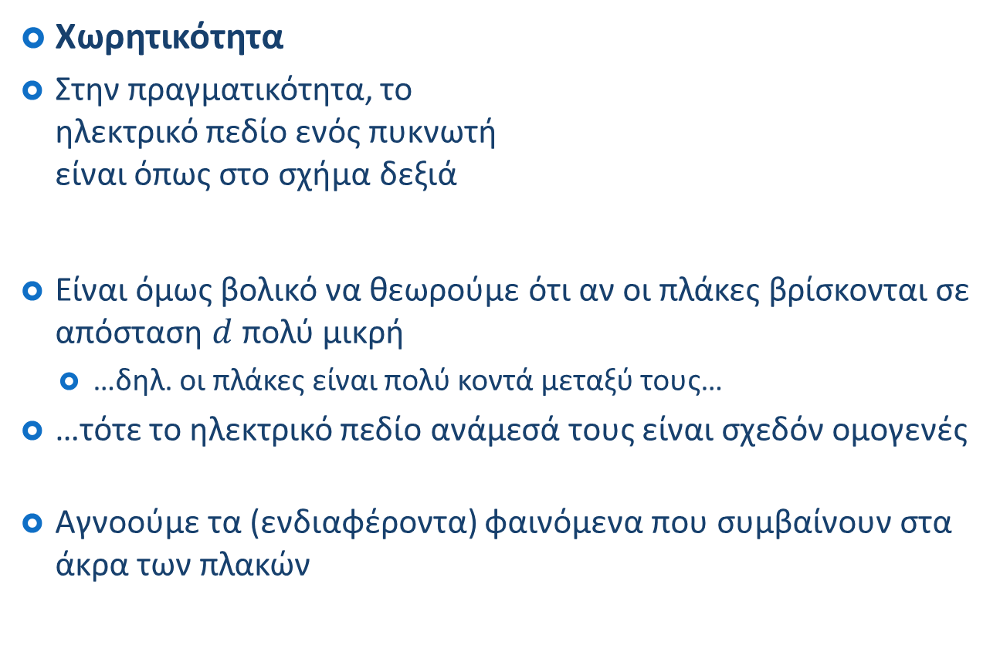 Χωρητικότητα
Στην πραγματικότητα, το
ηλεκτρικό πεδίο ενός πυκνωτή
είναι όπως στο σχήμα δεξιά
Είναι όμως βολικό να θεωρούμε ότι αν οι πλάκες βρίσκονται σε
απόσταση d πολύ μικρή
…δηλ. οι πλάκες είναι πολύ κοντά μεταξύ τους…
…τότε το ηλεκτρικό πεδίο ανάμεσά τους είναι σχεδόν ομογενές
Αγνοούμε τα (ενδιαφέροντα) φαινόμενα που συμβαίνουν στα
άκρα των πλακών